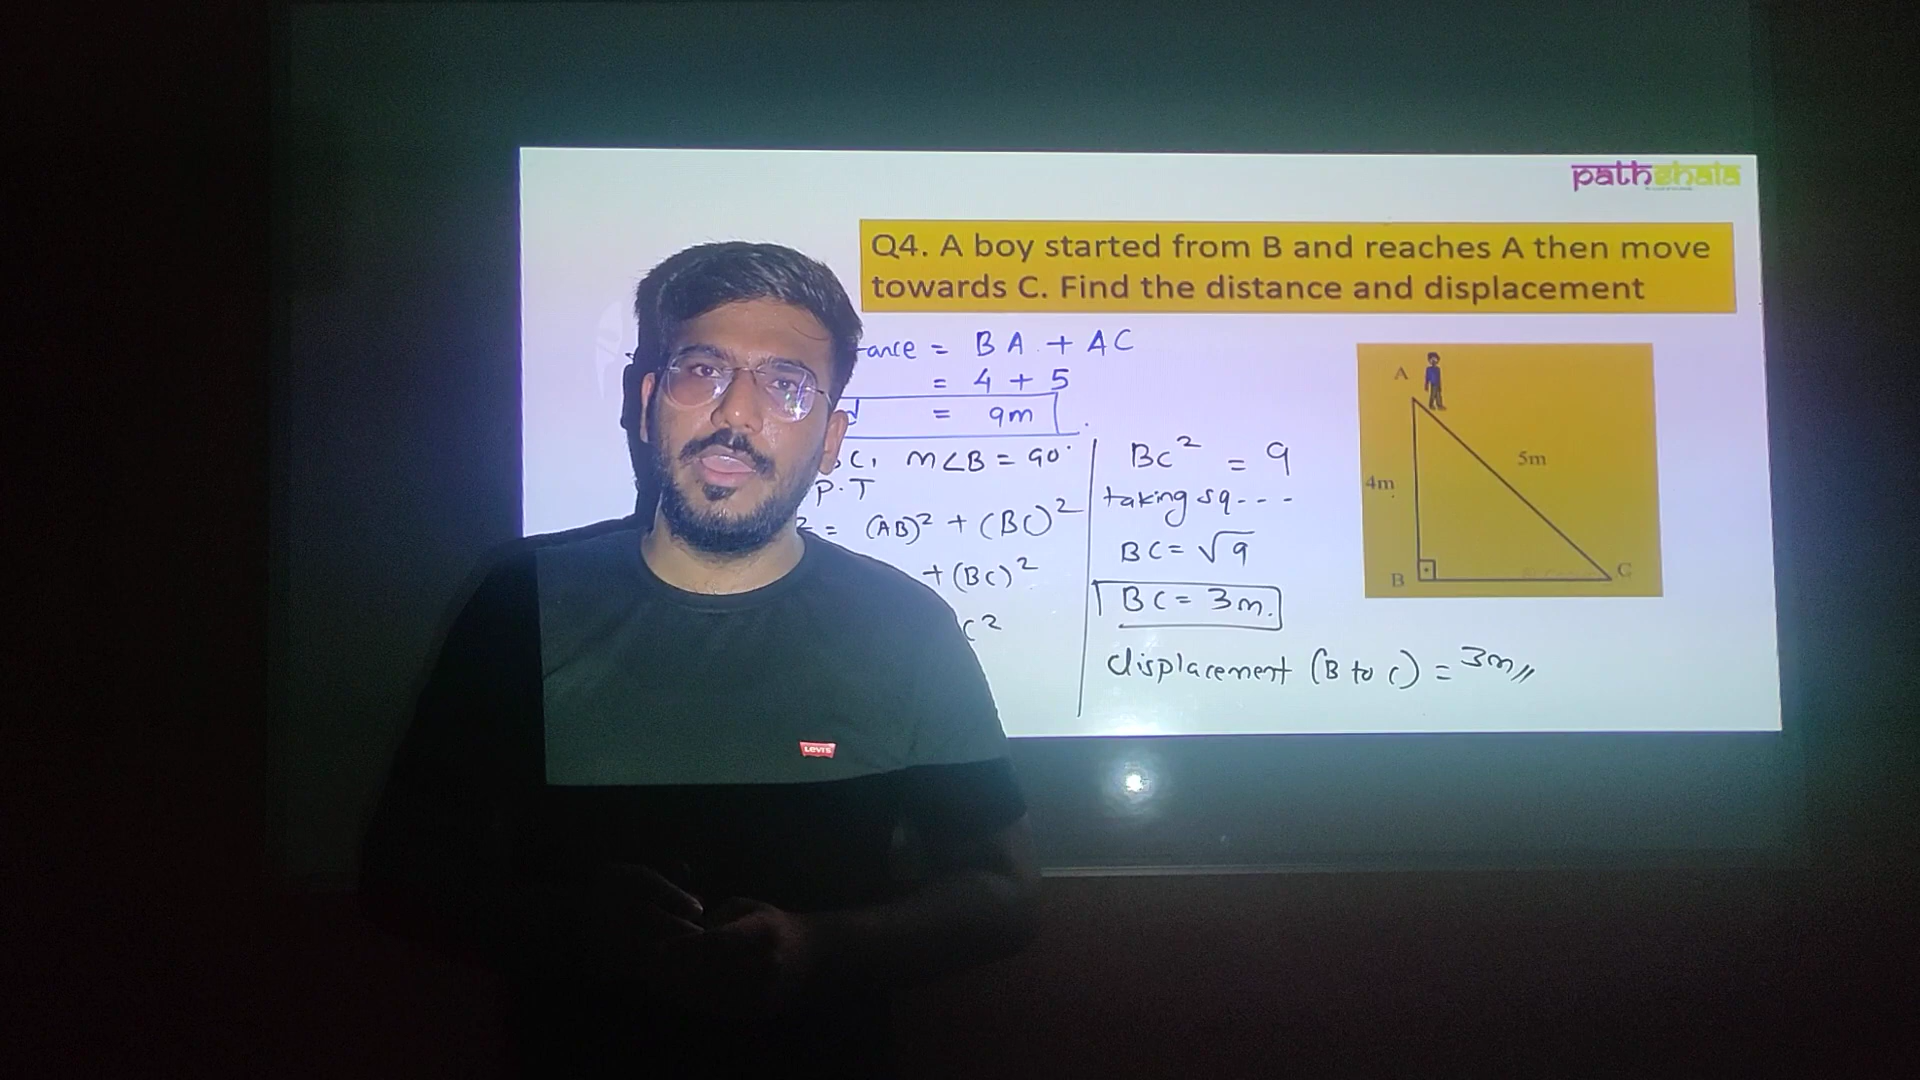 pathshala
Q4. A boy started from B and reaches A then move
towards C. Find the distance and displacement
= BA + AC
= 4 + 5
= 9m
m∠B = 90°
P.T
= (AB)² + (BC)²
+ (BC)²
BC² = 9
taking sq---
BC = √9
BC = 3m.
displacement (B to C) = 3m//
A
5m
4m
B
C
Levi's